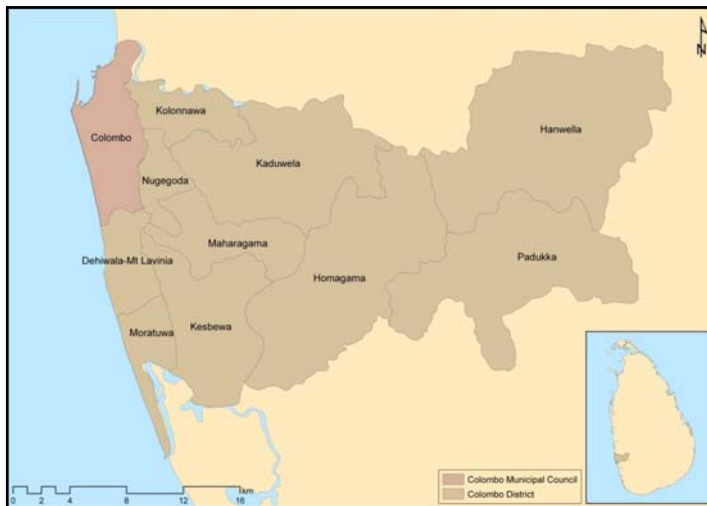 N
Kolonnawa
Hanwella
Colombo
Kaduwela
Nugegoda
Maharagama
Dehiwala-Mt Lavinia
Padukka
Homagama
Moratuwa
Kesbewa
km
0 2 4 8 12 16
Colombo Municipal Council
Colombo District